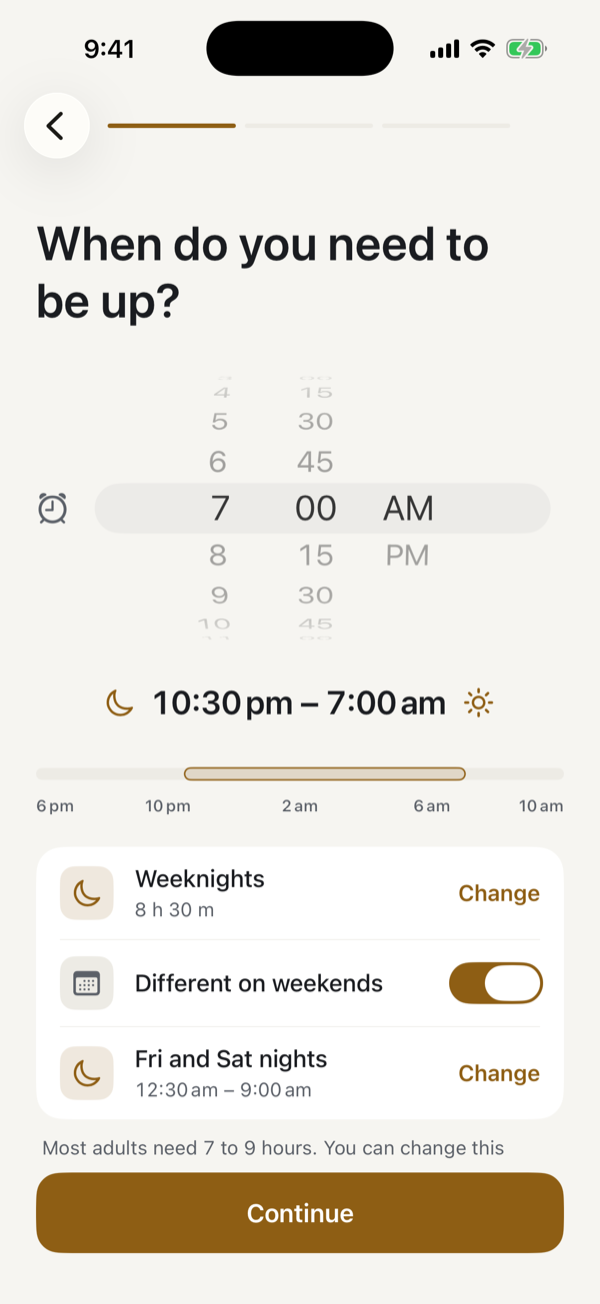 9:41
When do you need to
be up?
4 15
5 30
6 45
7 00 AM
8 15 PM
9 30
10 45
10:30 pm – 7:00 am
6 pm 10 pm 2 am 6 am 10 am
Weeknights
8 h 30 m
Change
Different on weekends
Fri and Sat nights
12:30 am – 9:00 am
Change
Most adults need 7 to 9 hours. You can change this
Continue